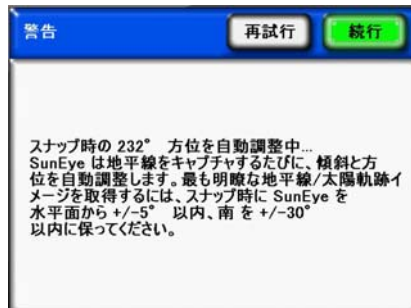 警告
再試行
続行
スナップ時の 232° 方位を自動調整中...
SunEye は地平線をキャプチャするたびに、傾斜と方
位を自動調整します。最も明瞭な地平線/太陽軌跡イ
メージを取得するには、スナップ時に SunEye を
水平面から +/-5° 以内、南 を +/-30°
以内に保ってください。